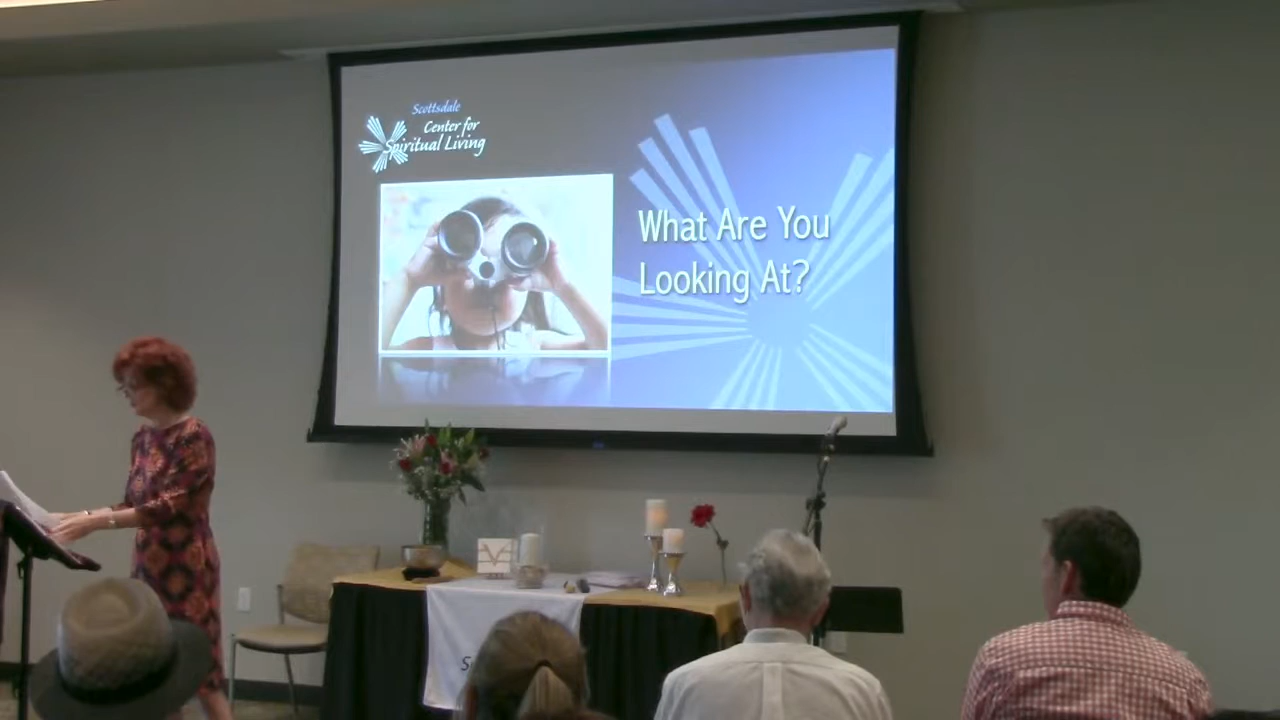 Scottsdale
Center for
Spiritual Living
What Are You
Looking At?